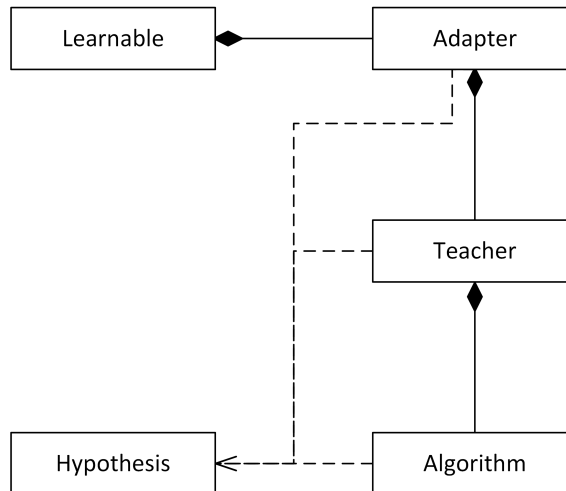 Learnable
Adapter
Teacher
Hypothesis
Algorithm